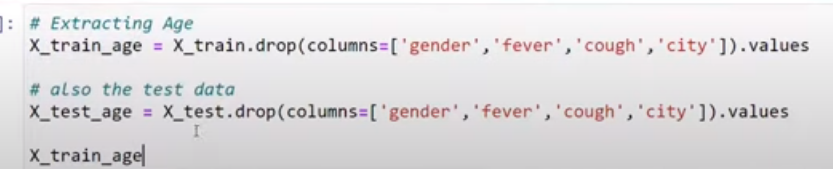 ]: # Extracting Age
X_train_age = X_train.drop(columns=['gender','fever','cough','city']).values
# also the test data
X_test_age = X_test.drop(columns=['gender','fever','cough','city']).values
X_train_age